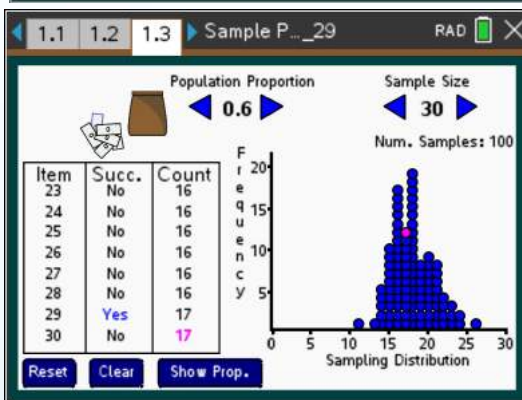 1.1 1.2 1.3 Sample P..._29 RAD
Population Proportion
0.6
Sample Size
30
Num. Samples: 100
Item Succ. Count
23 No 16
24 No 16
25 No 16
26 No 16
27 No 16
28 No 16
29 Yes 17
30 No 17
Reset Clear Show Prop.
Frequency
20
15
10
5
0 5 10 15 20 25 30
Sampling Distribution